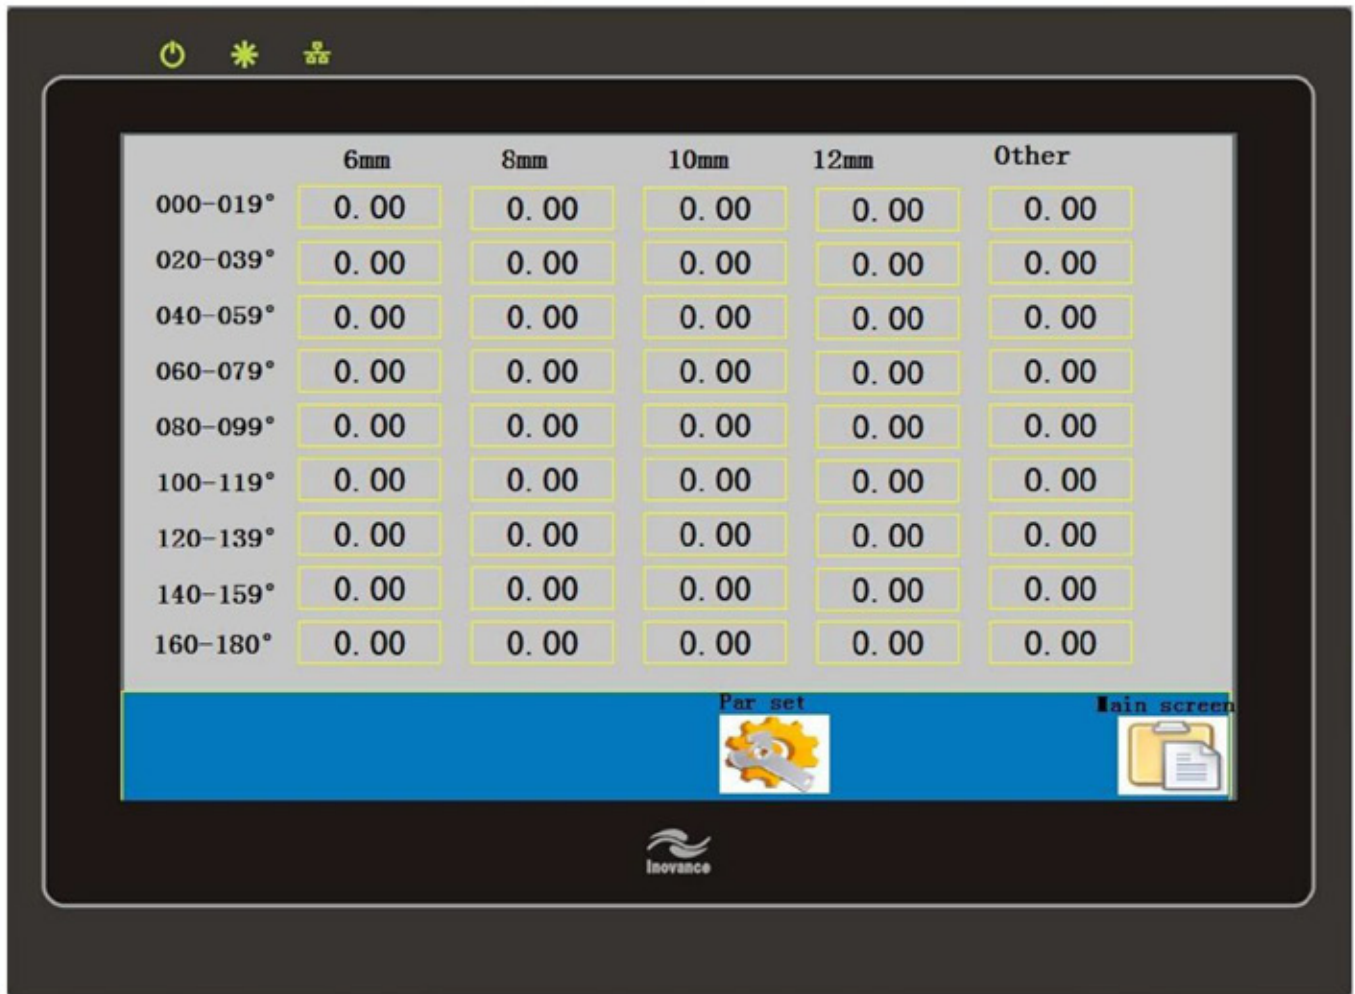 6mm 8mm 10mm 12mm Other
000-019° 0.00 0.00 0.00 0.00 0.00
020-039° 0.00 0.00 0.00 0.00 0.00
040-059° 0.00 0.00 0.00 0.00 0.00
060-079° 0.00 0.00 0.00 0.00 0.00
080-099° 0.00 0.00 0.00 0.00 0.00
100-119° 0.00 0.00 0.00 0.00 0.00
120-139° 0.00 0.00 0.00 0.00 0.00
140-159° 0.00 0.00 0.00 0.00 0.00
160-180° 0.00 0.00 0.00 0.00 0.00
Par set Main screen
Inovance